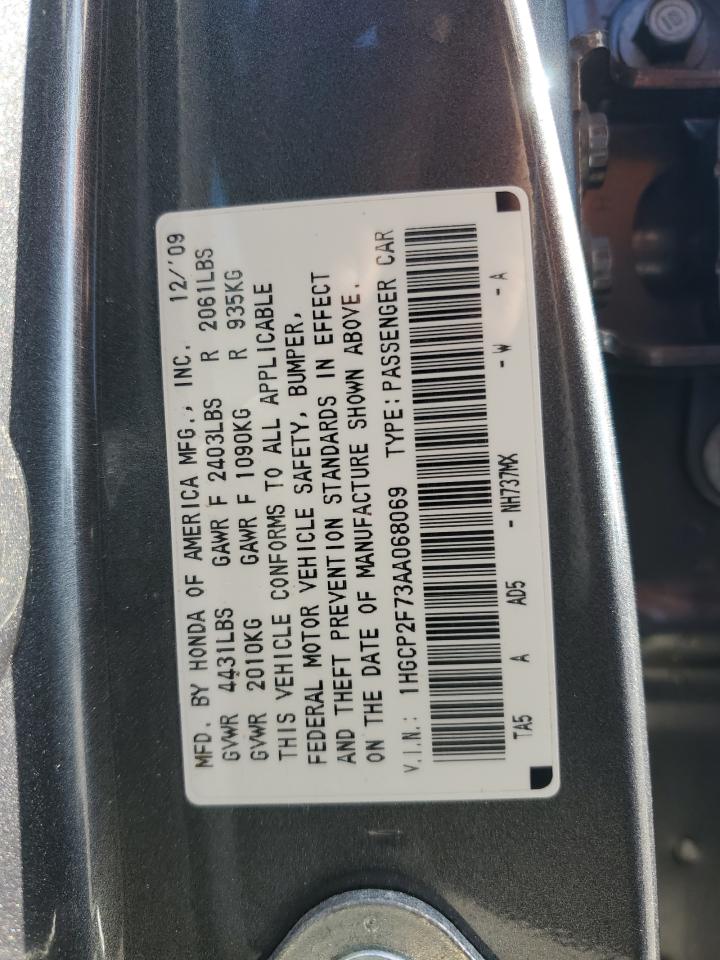 MFD. BY HONDA OF AMERICA MFG., INC. 12/'09
GVWR 4431LBS GAWR F 2403LBS R 2061LBS
GVWR 2010KG GAWR F 1090KG R 935KG
THIS VEHICLE CONFORMS TO ALL APPLICABLE
FEDERAL MOTOR VEHICLE SAFETY, BUMPER,
AND THEFT PREVENTION STANDARDS IN EFFECT
ON THE DATE OF MANUFACTURE SHOWN ABOVE.
V.I.N.: 1HGCP2F73AA068069 TYPE:PASSENGER CAR
TA5 A AD5 - NH737MX - W - A